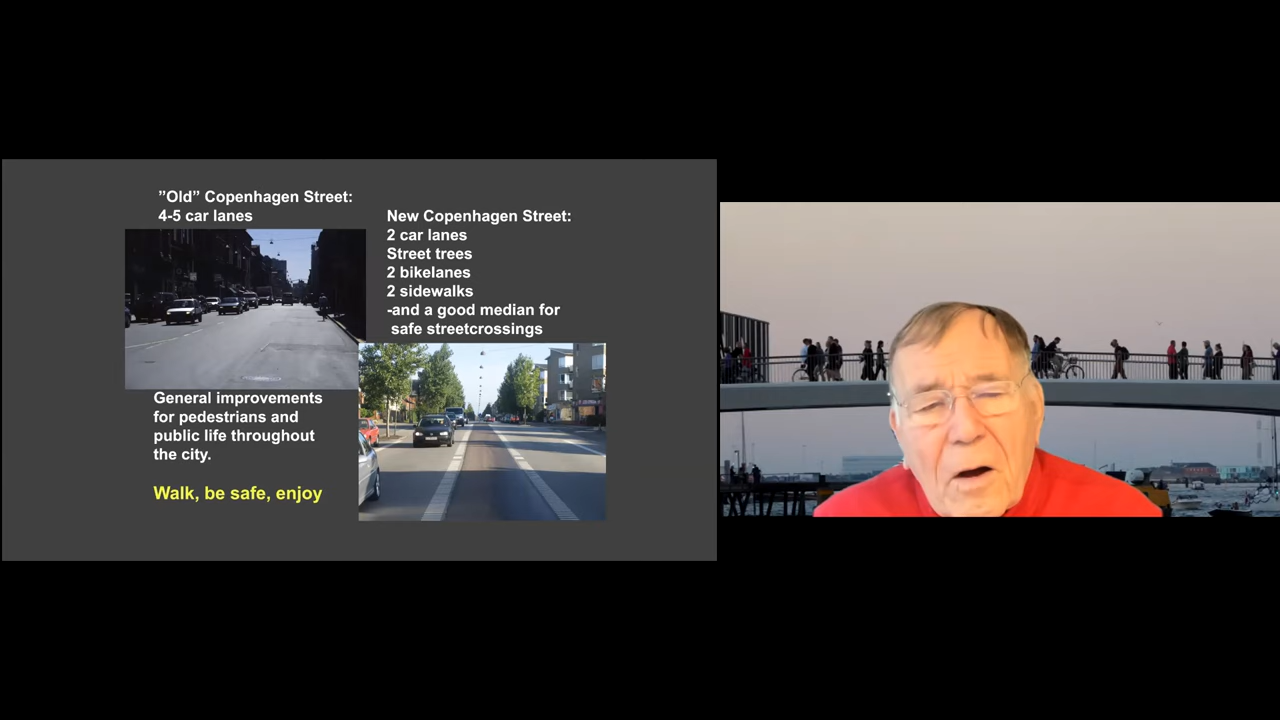 ”Old” Copenhagen Street:
4-5 car lanes
New Copenhagen Street:
2 car lanes
Street trees
2 bikelanes
2 sidewalks
-and a good median for
safe streetcrossings
General improvements
for pedestrians and
public life throughout
the city.
Walk, be safe, enjoy